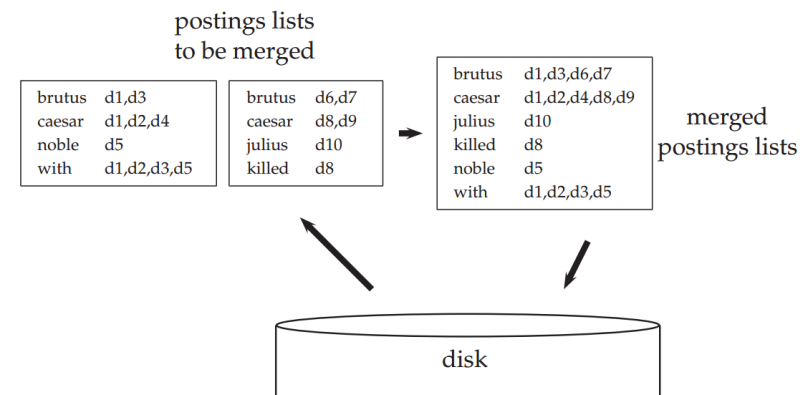 postings lists
to be merged
brutus d1,d3
caesar d1,d2,d4
noble d5
with d1,d2,d3,d5
brutus d6,d7
caesar d8,d9
julius d10
killed d8
brutus d1,d3,d6,d7
caesar d1,d2,d4,d8,d9
julius d10
killed d8
noble d5
with d1,d2,d3,d5
merged
postings lists
disk